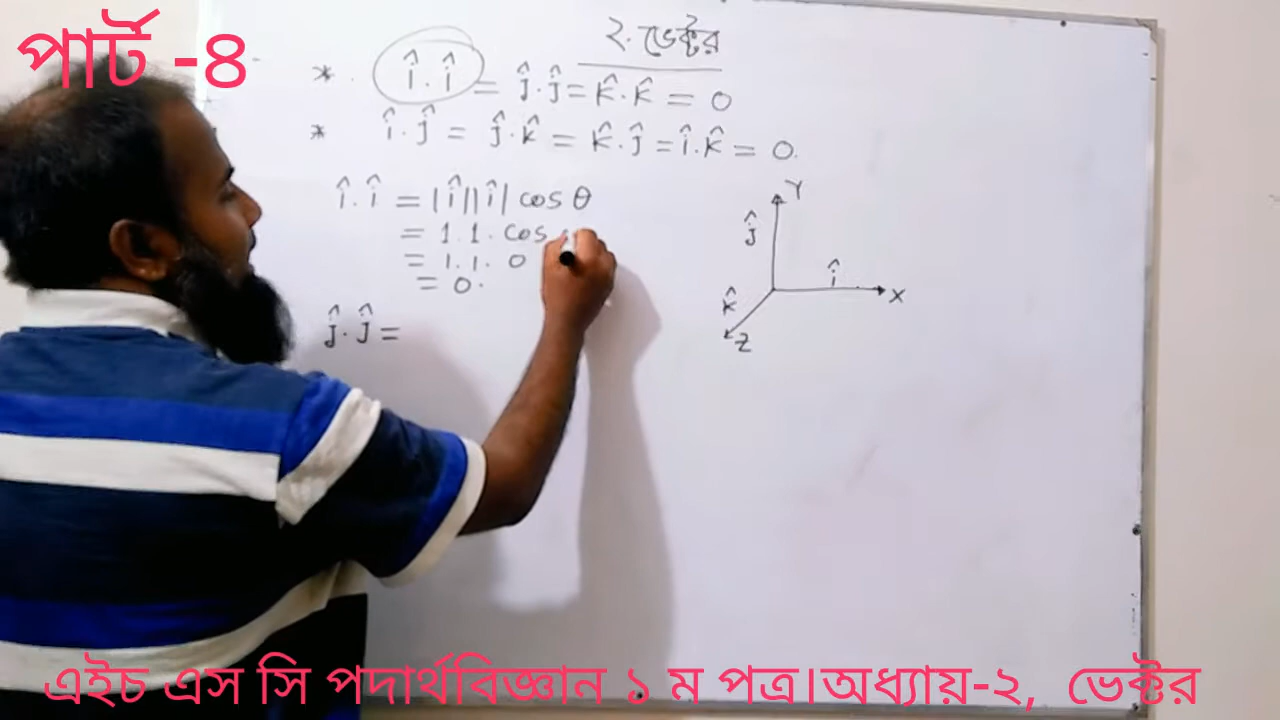 পার্ট -৪
২. ভেক্টর
* î . î = ĵ . ĵ = k̂ . k̂ = 0
* î . ĵ = ĵ . k̂ = k̂ . ĵ = î . k̂ = 0.
î . î = |î||î| cos θ
= 1. 1. cos
= 1. 1. 0
= 0.
ĵ . ĵ =
Y
ĵ
î
X
k̂
Z
এইচ এস সি পদার্থবিজ্ঞান ১ ম পত্র।অধ্যায়-২, ভেক্টর